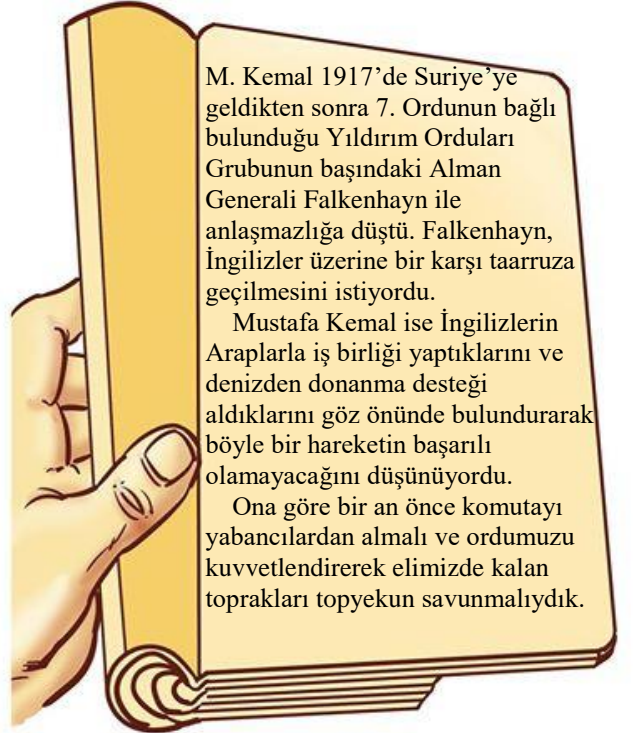 M. Kemal 1917’de Suriye’ye
geldikten sonra 7. Ordunun bağlı
bulunduğu Yıldırım Orduları
Grubunun başındaki Alman
Generali Falkenhayn ile
anlaşmazlığa düştü. Falkenhayn,
İngilizler üzerine bir karşı taarruza
geçilmesini istiyordu.
Mustafa Kemal ise İngilizlerin
Araplarla iş birliği yaptıklarını ve
denizden donanma desteği
aldıklarını göz önünde bulundurarak
böyle bir hareketin başarılı
olamayacağını düşünüyordu.
Ona göre bir an önce komutayı
yabancılardan almalı ve ordumuzu
kuvvetlendirerek elimizde kalan
toprakları topyekun savunmalıydık.